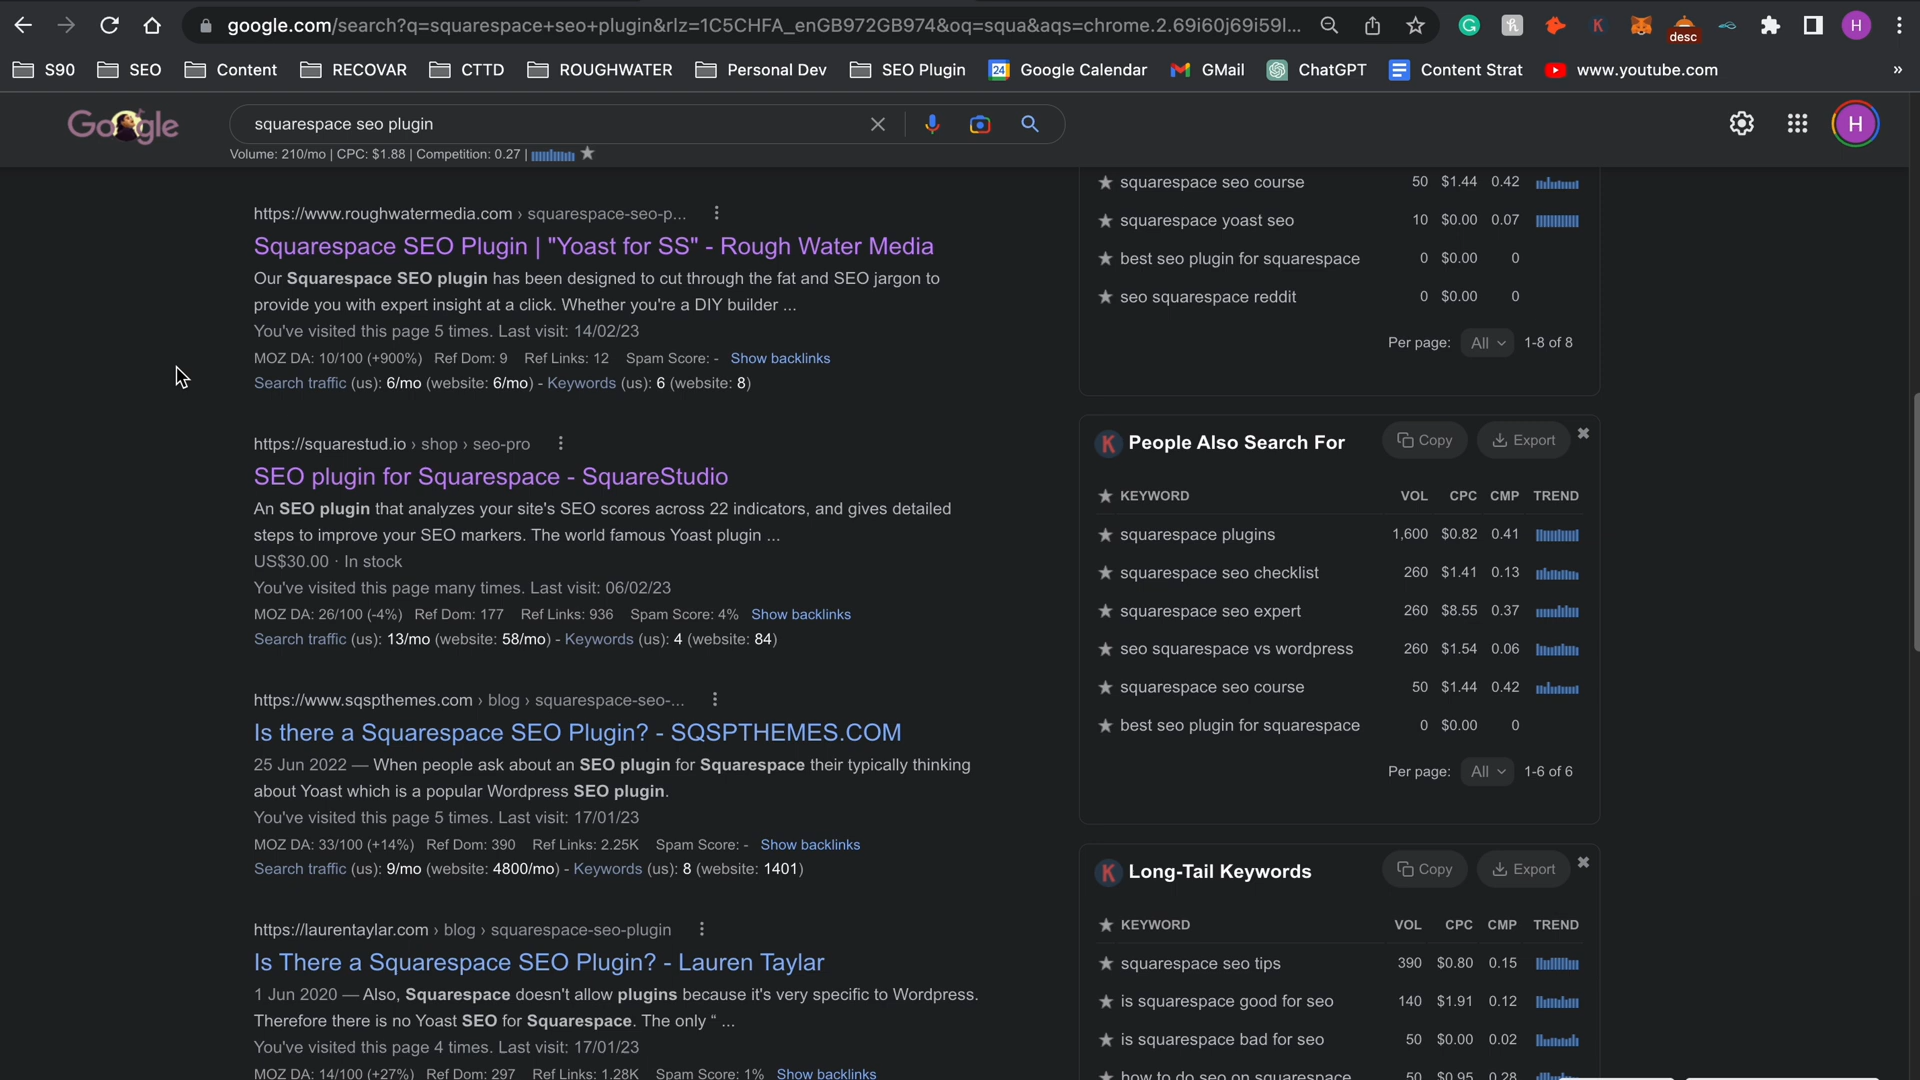 google.com/search?q=squarespace+seo+plugin&rlz=1C5CHFA_enGB972GB974&oq=squa&aqs=chrome.2.69i60j69i59l...
desc
H
S90
SEO
Content
RECOVAR
CTTD
ROUGHWATER
Personal Dev
SEO Plugin
24 Google Calendar
GMail
ChatGPT
Content Strat
www.youtube.com
»
Google
squarespace seo plugin
H
Volume: 210/mo | CPC: $1.88 | Competition: 0.27 |
https://www.roughwatermedia.com › squarespace-seo-p...
Squarespace SEO Plugin | "Yoast for SS" - Rough Water Media
Our Squarespace SEO plugin has been designed to cut through the fat and SEO jargon to
provide you with expert insight at a click. Whether you're a DIY builder ...
You've visited this page 5 times. Last visit: 14/02/23
MOZ DA: 10/100 (+900%) Ref Dom: 9 Ref Links: 12 Spam Score: - Show backlinks
Search traffic (us): 6/mo (website: 6/mo) - Keywords (us): 6 (website: 8)
https://squarestud.io › shop › seo-pro
SEO plugin for Squarespace - SquareStudio
An SEO plugin that analyzes your site's SEO scores across 22 indicators, and gives detailed
steps to improve your SEO markers. The world famous Yoast plugin ...
US$30.00 · In stock
You've visited this page many times. Last visit: 06/02/23
MOZ DA: 26/100 (-4%) Ref Dom: 177 Ref Links: 936 Spam Score: 4% Show backlinks
Search traffic (us): 13/mo (website: 58/mo) - Keywords (us): 4 (website: 84)
https://www.sqspthemes.com › blog › squarespace-seo-...
Is there a Squarespace SEO Plugin? - SQSPTHEMES.COM
25 Jun 2022 — When people ask about an SEO plugin for Squarespace their typically thinking
about Yoast which is a popular Wordpress SEO plugin.
You've visited this page 5 times. Last visit: 17/01/23
MOZ DA: 33/100 (+14%) Ref Dom: 390 Ref Links: 2.25K Spam Score: - Show backlinks
Search traffic (us): 9/mo (website: 4800/mo) - Keywords (us): 8 (website: 1401)
https://laurentaylar.com › blog › squarespace-seo-plugin
Is There a Squarespace SEO Plugin? - Lauren Taylar
1 Jun 2020 — Also, Squarespace doesn't allow plugins because it's very specific to Wordpress.
Therefore there is no Yoast SEO for Squarespace. The only “ ...
You've visited this page 4 times. Last visit: 17/01/23
MOZ DA: 14/100 (+27%) Ref Dom: 297 Ref Links: 1.28K Spam Score: 1% Show backlinks
squarespace seo course 50 $1.44 0.42
squarespace yoast seo 10 $0.00 0.07
best seo plugin for squarespace 0 $0.00 0
seo squarespace reddit 0 $0.00 0
Per page: All 1-8 of 8
K People Also Search For Copy Export
KEYWORD VOL CPC CMP TREND
squarespace plugins 1,600 $0.82 0.41
squarespace seo checklist 260 $1.41 0.13
squarespace seo expert 260 $8.55 0.37
seo squarespace vs wordpress 260 $1.54 0.06
squarespace seo course 50 $1.44 0.42
best seo plugin for squarespace 0 $0.00 0
Per page: All 1-6 of 6
K Long-Tail Keywords Copy Export
KEYWORD VOL CPC CMP TREND
squarespace seo tips 390 $0.80 0.15
is squarespace good for seo 140 $1.91 0.12
is squarespace bad for seo 50 $0.00 0.02
how to do seo on squarespace 50 $0.95 0.28